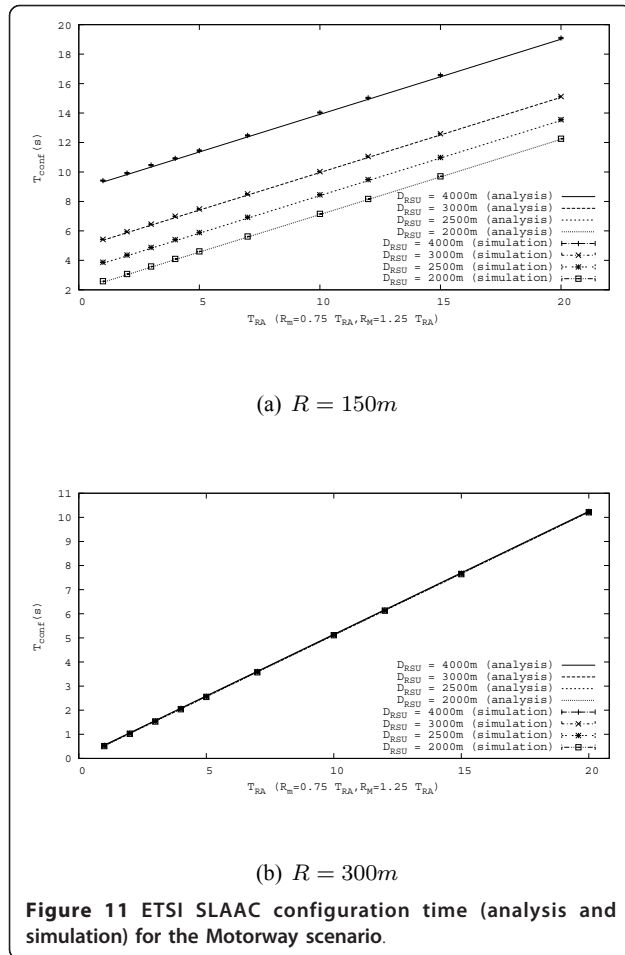 20
18
16
14
12
10
8
6
4
2
T_conf(s)
D_RSU = 4000m (analysis)
D_RSU = 3000m (analysis)
D_RSU = 2500m (analysis)
D_RSU = 2000m (analysis)
D_RSU = 4000m (simulation)
D_RSU = 3000m (simulation)
D_RSU = 2500m (simulation)
D_RSU = 2000m (simulation)
0 5 10 15 20
T_RA (R_m=0.75 T_RA,R_M=1.25 T_RA)
(a) R = 150m
11
10
9
8
7
6
5
4
3
2
1
0
T_conf(s)
D_RSU = 4000m (analysis)
D_RSU = 3000m (analysis)
D_RSU = 2500m (analysis)
D_RSU = 2000m (analysis)
D_RSU = 4000m (simulation)
D_RSU = 3000m (simulation)
D_RSU = 2500m (simulation)
D_RSU = 2000m (simulation)
0 5 10 15 20
T_RA (R_m=0.75 T_RA,R_M=1.25 T_RA)
(b) R = 300m
Figure 11 ETSI SLAAC configuration time (analysis and
simulation) for the Motorway scenario.